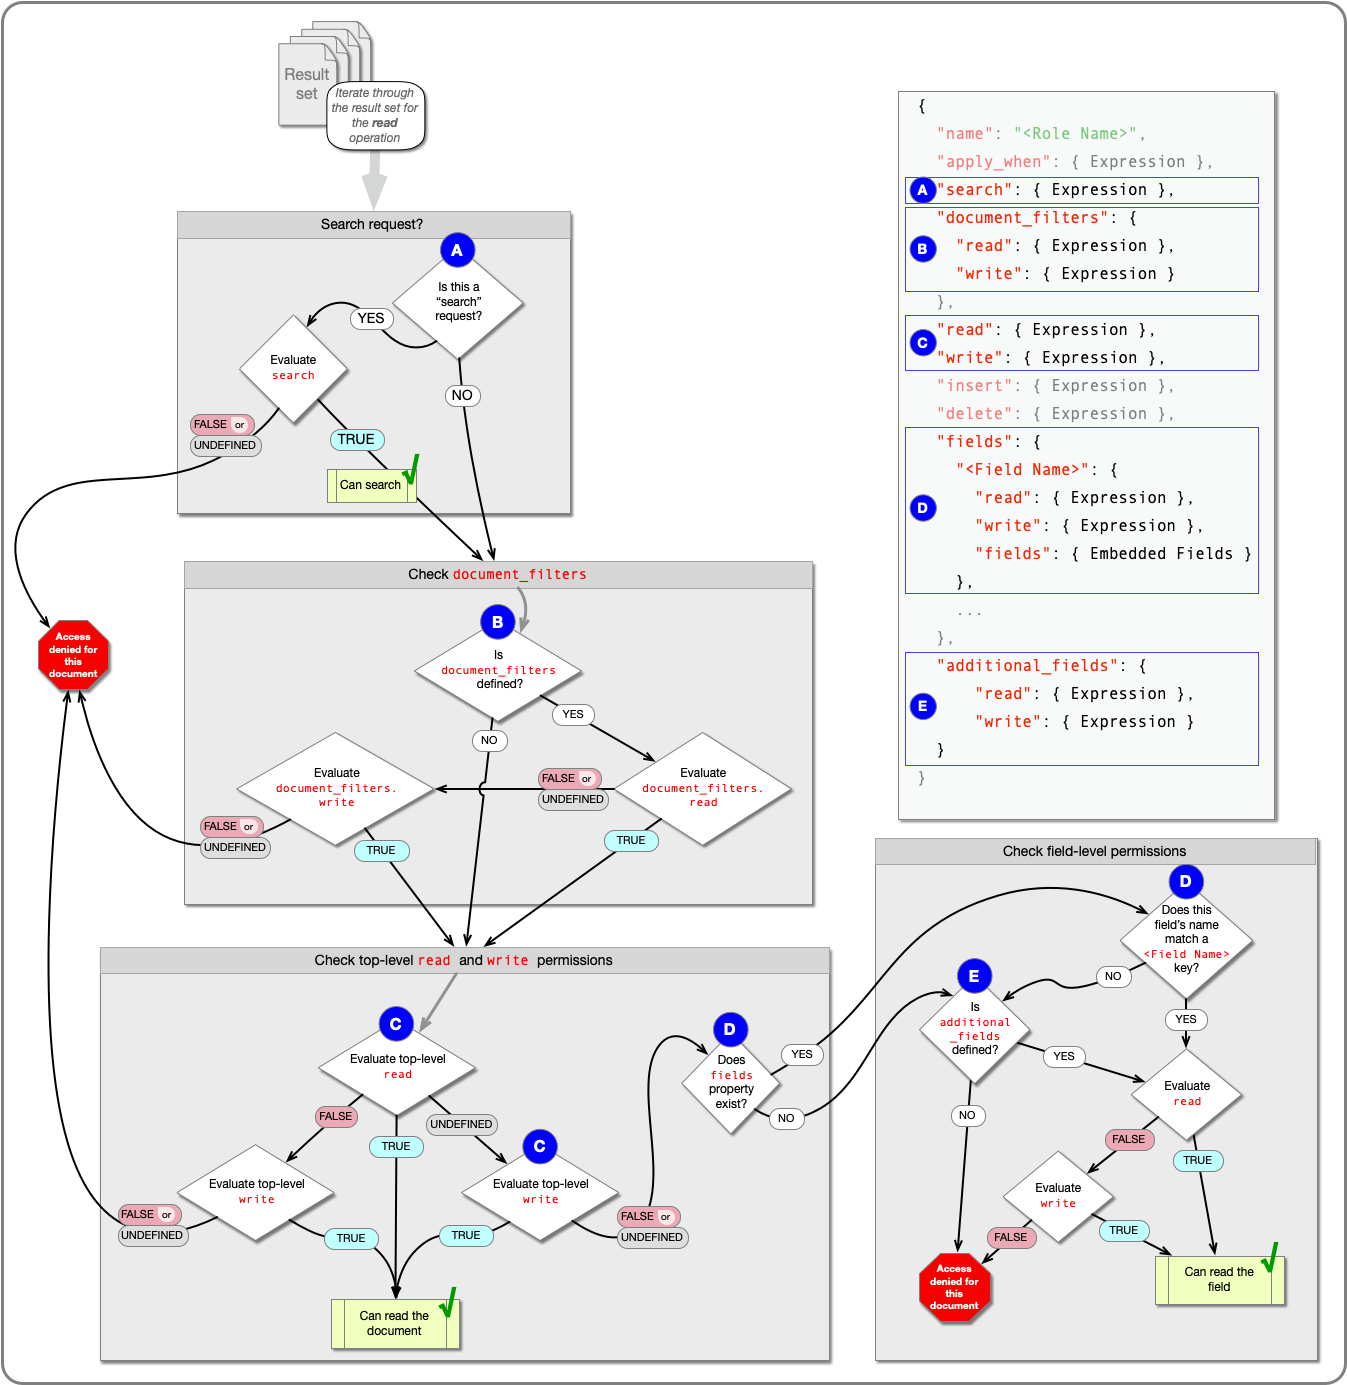 Result
set
Iterate through
the result set for
the read
operation
Search request?
A
Is this a
“search”
request?
YES
NO
Evaluate
search
FALSE or
UNDEFINED
TRUE
Can search
Check document_filters
B
Is
document_filters
defined?
YES
NO
Evaluate
document_filters.
read
FALSE or
UNDEFINED
TRUE
Evaluate
document_filters.
write
FALSE or
UNDEFINED
TRUE
Access
denied for
this
document
Check top-level read and write permissions
C
Evaluate top-level
read
FALSE
TRUE
UNDEFINED
Evaluate top-level
write
FALSE or
UNDEFINED
TRUE
C
Evaluate top-level
write
TRUE
FALSE or
UNDEFINED
Can read the
document
D
Does
fields
property
exist?
YES
NO
{
"name": "<Role Name>",
"apply_when": { Expression },
A "search": { Expression },
"document_filters": {
B "read": { Expression },
"write": { Expression }
},
"read": { Expression },
C
"write": { Expression },
"insert": { Expression },
"delete": { Expression },
"fields": {
"<Field Name>": {
"read": { Expression },
D
"write": { Expression },
"fields": { Embedded Fields }
},
...
},
"additional_fields": {
"read": { Expression },
E
"write": { Expression }
}
}
Check field-level permissions
D
Does this
field's name
match a
<Field Name>
key?
NO
YES
E
Is
additional
_fields
defined?
YES
NO
Evaluate
read
FALSE
TRUE
Evaluate
write
FALSE
TRUE
Access
denied for
this
document
Can read the
field